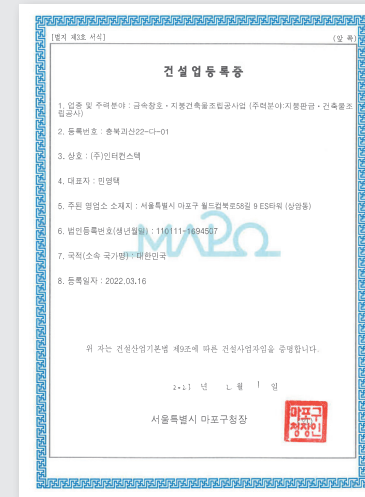 [별지 제3호 서식]
(앞 쪽)
건설업등록증
1. 업종 및 주력분야 : 금속창호・지붕건축물조립공사업 (주력분야:지붕판금・건축물조
립공사)
2. 등록번호 : 충북괴산22-다-01
3. 상호 : (주)인터컨스텍
4. 대표자 : 민영택
5. 주된 영업소 소재지 : 서울특별시 마포구 월드컵북로58길 9 ES타워 (상암동)
6. 법인등록번호(생년월일) : 110111-1694507
MAPO
7. 국적(소속 국가명) : 대한민국
8. 등록일자 : 2022.03.16
위 자는 건설산업기본법 제9조에 따른 건설사업자임을 증명합니다.
년 월 1 일
서울특별시 마포구청장
마포구
청장인